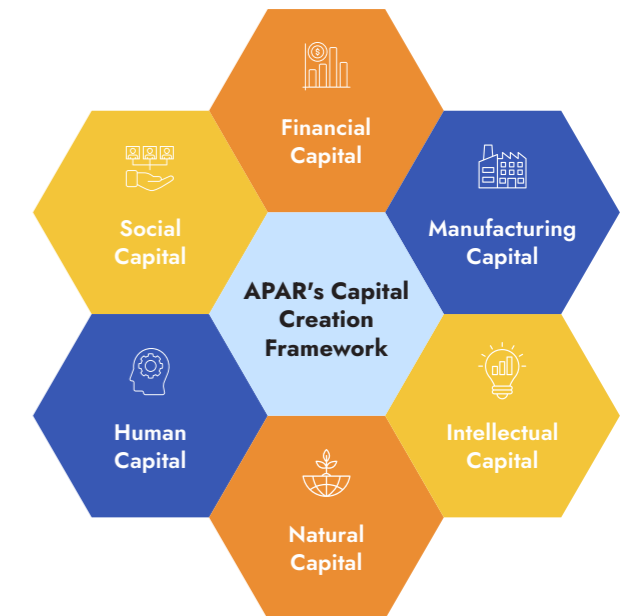 $
Financial
Capital
Social
Capital
Manufacturing
Capital
APAR's Capital
Creation
Framework
Human
Capital
Intellectual
Capital
Natural
Capital